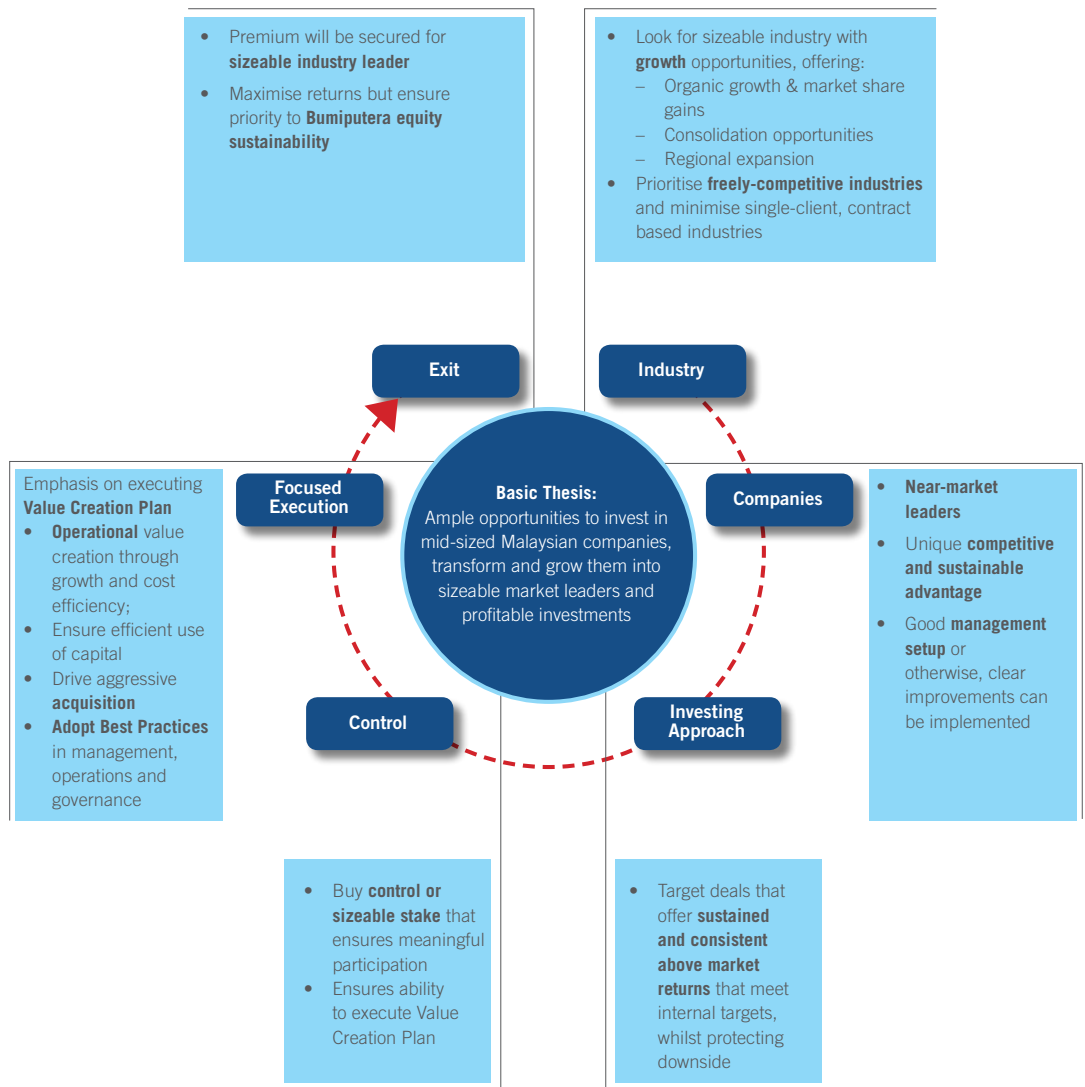 • Premium will be secured for
sizeable industry leader
• Maximise returns but ensure
priority to Bumiputera equity
sustainability
• Look for sizeable industry with
growth opportunities, offering:
– Organic growth & market share
gains
– Consolidation opportunities
– Regional expansion
• Prioritise freely-competitive industries
and minimise single-client, contract
based industries
Exit
Industry
Emphasis on executing
Value Creation Plan
• Operational value
creation through
growth and cost
efficiency;
• Ensure efficient use
of capital
• Drive aggressive
acquisition
• Adopt Best Practices
in management,
operations and
governance
Focused
Execution
Basic Thesis:
Ample opportunities to invest in
mid-sized Malaysian companies,
transform and grow them into
sizeable market leaders and
profitable investments
Companies
• Near-market
leaders
• Unique competitive
and sustainable
advantage
• Good management
setup or
otherwise, clear
improvements can
be implemented
Control
Investing
Approach
• Buy control or
sizeable stake that
ensures meaningful
participation
• Ensures ability
to execute Value
Creation Plan
• Target deals that
offer sustained
and consistent
above market
returns that meet
internal targets,
whilst protecting
downside